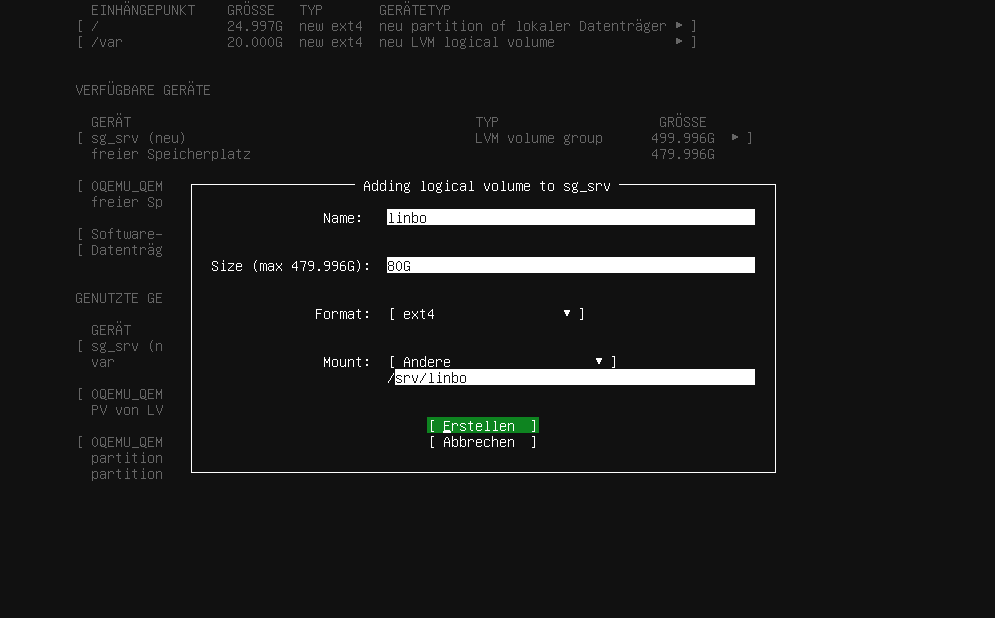 EINHÄNGEPUNKT GRÖSSE TYP GERÄTETYP
[ / 24.997G new ext4 neu partition of lokaler Datenträger ▸ ]
[ /var 20.000G new ext4 neu LVM logical volume ▸ ]
VERFÜGBARE GERÄTE
GERÄT TYP GRÖSSE
[ sg_srv (neu) LVM volume group 499.996G ▸ ]
freier Speicherplatz 479.996G
[ 0QEMU_QEM
freier Sp
[ Software-
[ Datenträg
GENUTZTE GE
GERÄT
[ sg_srv (n
var
[ 0QEMU_QEM
PV von LV
[ 0QEMU_QEM
partition
partition
Adding logical volume to sg_srv
Name: linbo
Size (max 479.996G): 80G
Format: [ ext4 ▾ ]
Mount: [ Andere ▾ ]
/srv/linbo
[ Erstellen ]
[ Abbrechen ]